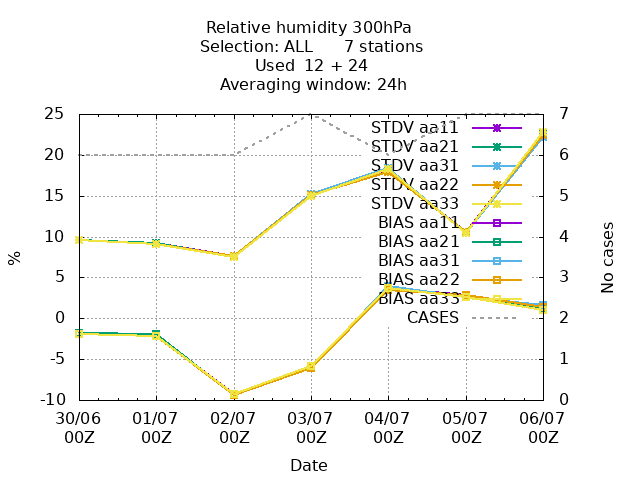 Relative humidity 300hPa
Selection: ALL 7 stations
Used 12 + 24
Averaging window: 24h
25
20
15
10
5
0
-5
-10
%
7
6
5
4
3
2
1
0
No cases
STDV aa11
STDV aa21
STDV aa31
STDV aa22
STDV aa33
BIAS aa11
BIAS aa21
BIAS aa31
BIAS aa22
BIAS aa33
CASES
30/06 01/07 02/07 03/07 04/07 05/07 06/07
00Z 00Z 00Z 00Z 00Z 00Z 00Z
Date